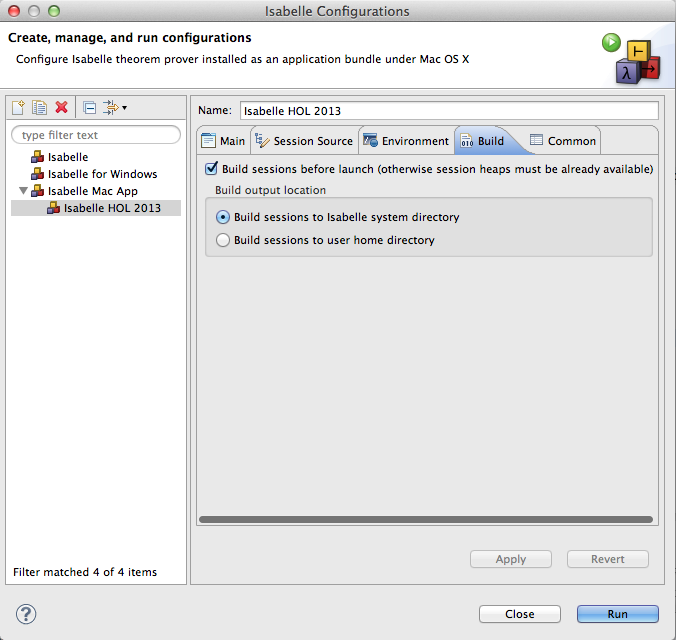 Isabelle Configurations
Create, manage, and run configurations
Configure Isabelle theorem prover installed as an application bundle under Mac OS X
type filter text
Isabelle
Isabelle for Windows
Isabelle Mac App
Isabelle HOL 2013
Filter matched 4 of 4 items
Name: Isabelle HOL 2013
Main Session Source Environment Build Common
Build sessions before launch (otherwise session heaps must be already available)
Build output location
Build sessions to Isabelle system directory
Build sessions to user home directory
Apply Revert
? Close Run